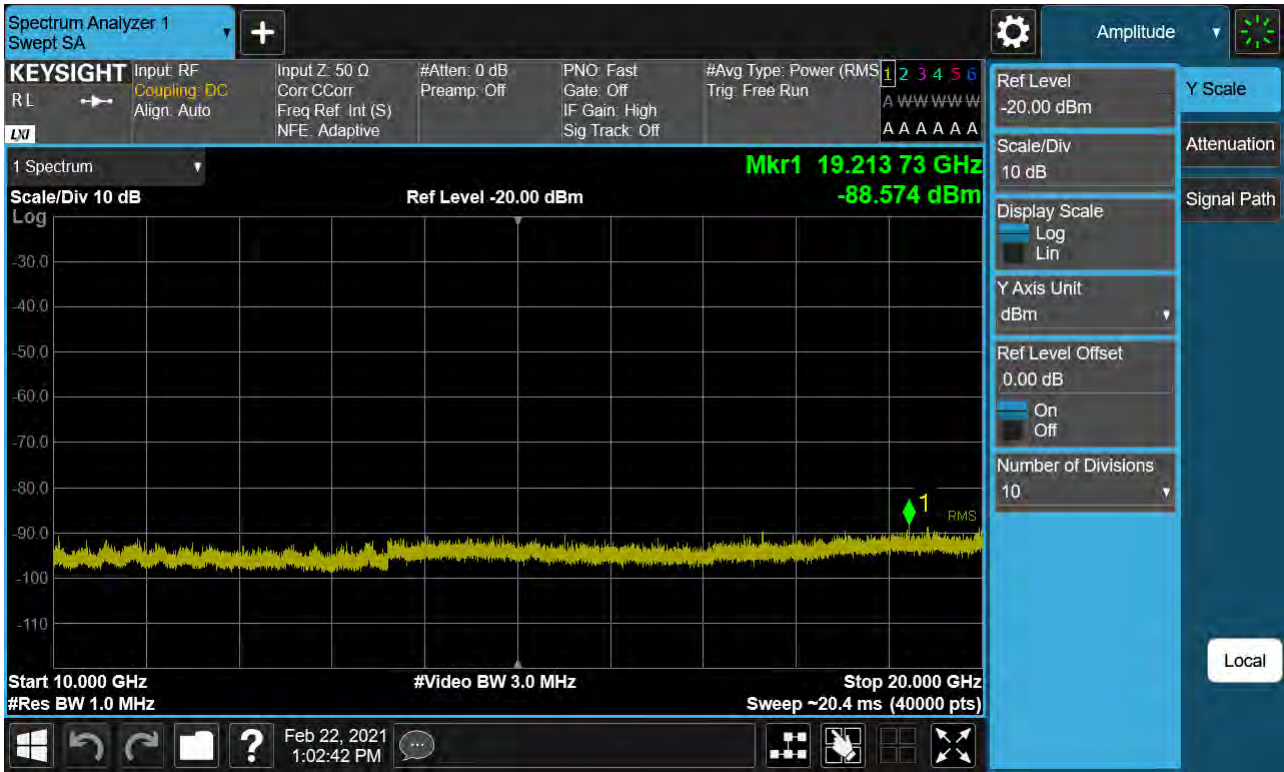 Spectrum Analyzer 1
Swept SA
Amplitude
KEYSIGHT
RL
LXI
Input: RF
Coupling: DC
Align: Auto
Input Z: 50 Ω
Corr CCorr
Freq Ref: Int (S)
NFE: Adaptive
#Atten: 0 dB
Preamp: Off
PNO: Fast
Gate: Off
IF Gain: High
Sig Track: Off
#Avg Type: Power (RMS
Trig: Free Run
1 2 3 4 5 6
A W W W W W
A A A A A A
1 Spectrum
Mkr1 19.213 73 GHz
-88.574 dBm
Scale/Div 10 dB
Ref Level -20.00 dBm
Log
-30.0
-40.0
-50.0
-60.0
-70.0
-80.0
-90.0
-100
-110
1
RMS
Start 10.000 GHz
#Video BW 3.0 MHz
Stop 20.000 GHz
#Res BW 1.0 MHz
Sweep ~20.4 ms (40000 pts)
Ref Level
-20.00 dBm
Scale/Div
10 dB
Display Scale
Log
Lin
Y Axis Unit
dBm
Ref Level Offset
0.00 dB
On
Off
Number of Divisions
10
Y Scale
Attenuation
Signal Path
Local
?
Feb 22, 2021
1:02:42 PM